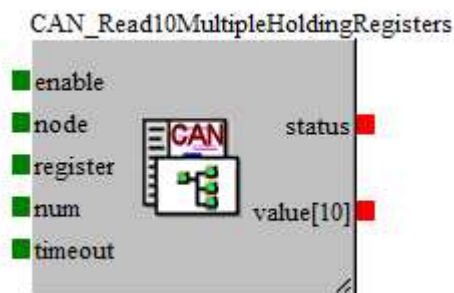 CAN_Read10MultipleHoldingRegisters
enable
node
CAN
status
register
num
value[10]
timeout